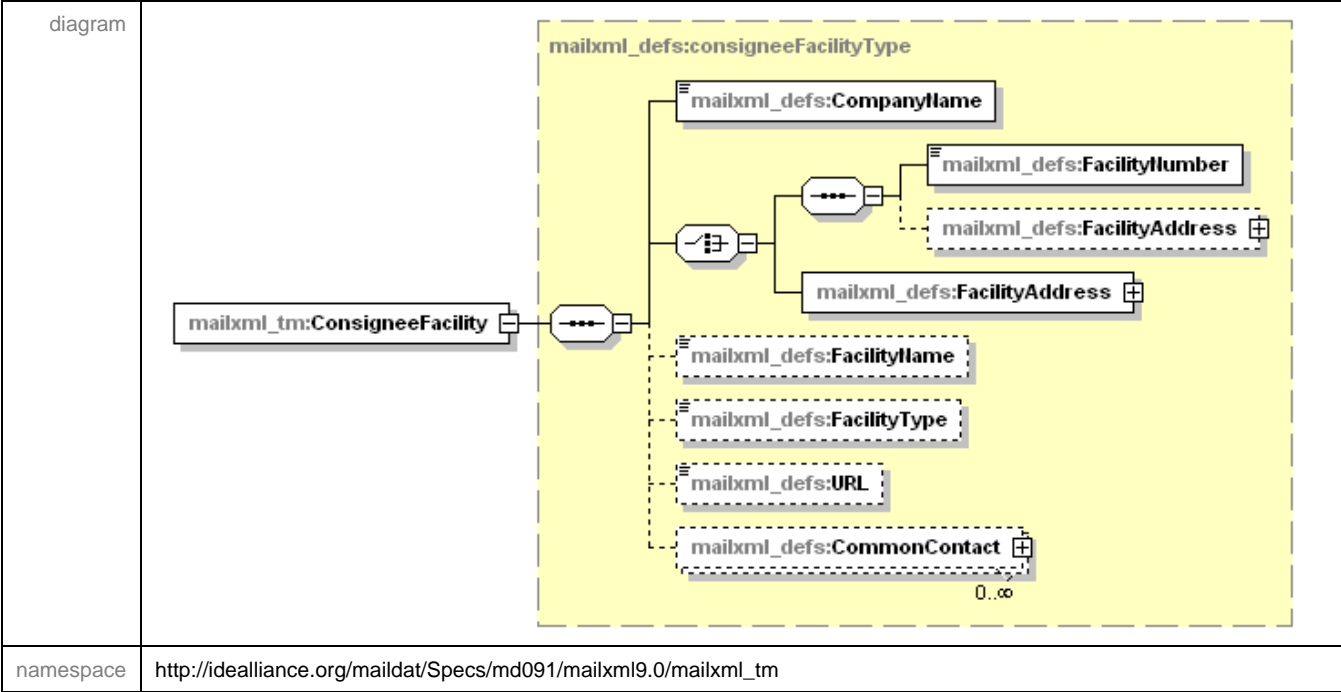 diagram
mailxml_defs:consigneeFacilityType
mailxml_defs:CompanyName
mailxml_defs:FacilityNumber
mailxml_defs:FacilityAddress
mailxml_defs:FacilityAddress
mailxml_tm:ConsigneeFacility
mailxml_defs:FacilityName
mailxml_defs:FacilityType
mailxml_defs:URL
mailxml_defs:CommonContact
0..∞
namespace http://idealliance.org/maildat/Specs/md091/mailxml9.0/mailxml_tm